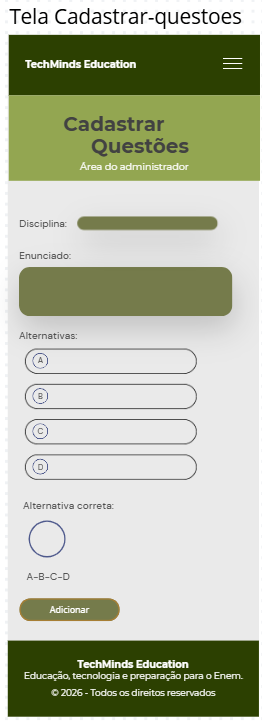 Tela Cadastrar-questoes
TechMinds Education
Cadastrar
Questões
Area do administrador
Disciplina:
Enunciado:
Alternativas:
A
B
C
D
Alternativa correta:
A-B-C-D
Adicionar
TechMinds Education
Educação, tecnologia e preparação para o Enem.
© 2026 - Todos os direitos reservados